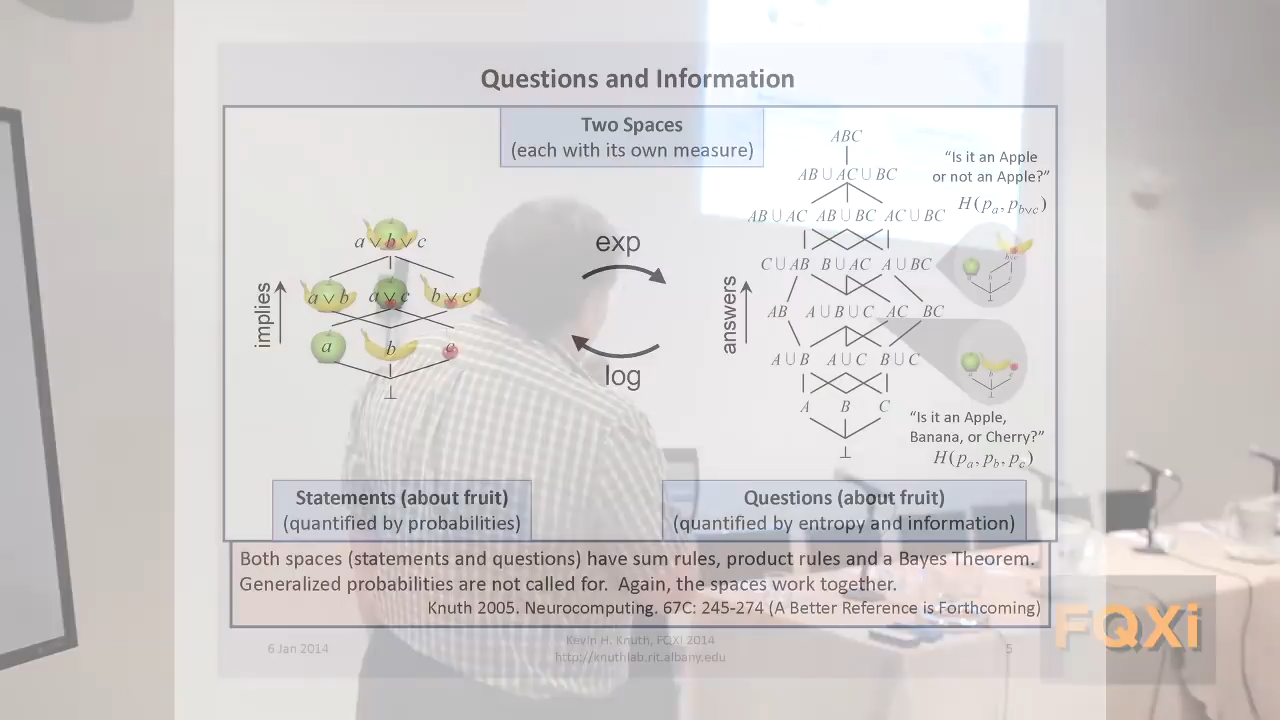 Questions and Information
Two Spaces
(each with its own measure)
ABC
AB ∪ AC ∪ BC
"Is it an Apple
or not an Apple?"
H(pₐ, p_b∨c)
AB ∪ AC AB ∪ BC AC ∪ BC
a ∨ b ∨ c
exp
C ∪ AB B ∪ AC A ∪ BC
b∨c
a b c
⊥
implies
a ∨ b a ∨ c b ∨ c
answers
AB A ∪ B ∪ C AC BC
a b c
⊥
log
A ∪ B A ∪ C B ∪ C
a b c
⊥
A B C
⊥
"Is it an Apple,
Banana, or Cherry?"
H(pₐ, p_b, p_c)
Statements (about fruit)
(quantified by probabilities)
Questions (about fruit)
(quantified by entropy and information)
Both spaces (statements and questions) have sum rules, product rules and a Bayes Theorem.
Generalized probabilities are not called for. Again, the spaces work together.
Knuth 2005. Neurocomputing. 67C: 245-274 (A Better Reference is Forthcoming)
6 Jan 2014
Kevin H. Knuth, FQXI 2014
http://knuthlab.rit.albany.edu
5
FQXi